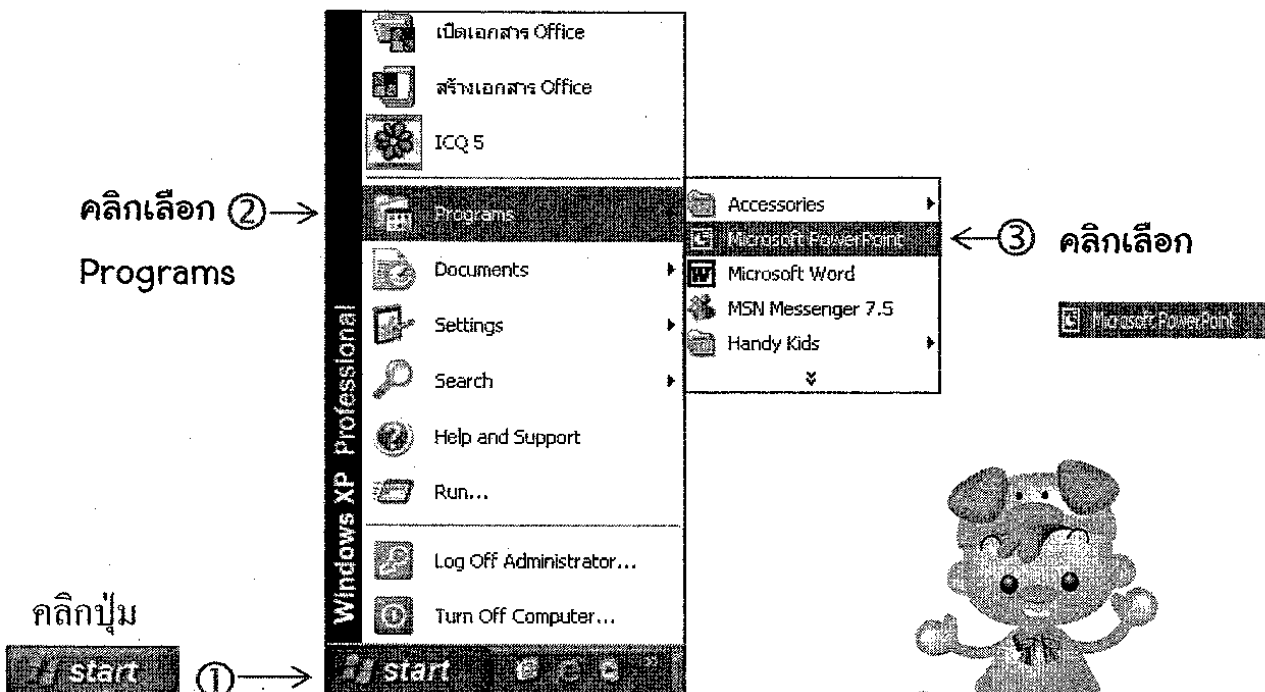 เปิดเอกสาร Office
สร้างเอกสาร Office
ICQ 5
คลิกเลือก ②
Programs
Programs
Documents
Settings
Search
Help and Support
Run...
Log Off Administrator...
Turn Off Computer...
Windows XP Professional
Accessories
Microsoft PowerPoint
Microsoft Word
MSN Messenger 7.5
Handy Kids
③ คลิกเลือก
Microsoft PowerPoint
คลิกปุ่ม
start
①
start